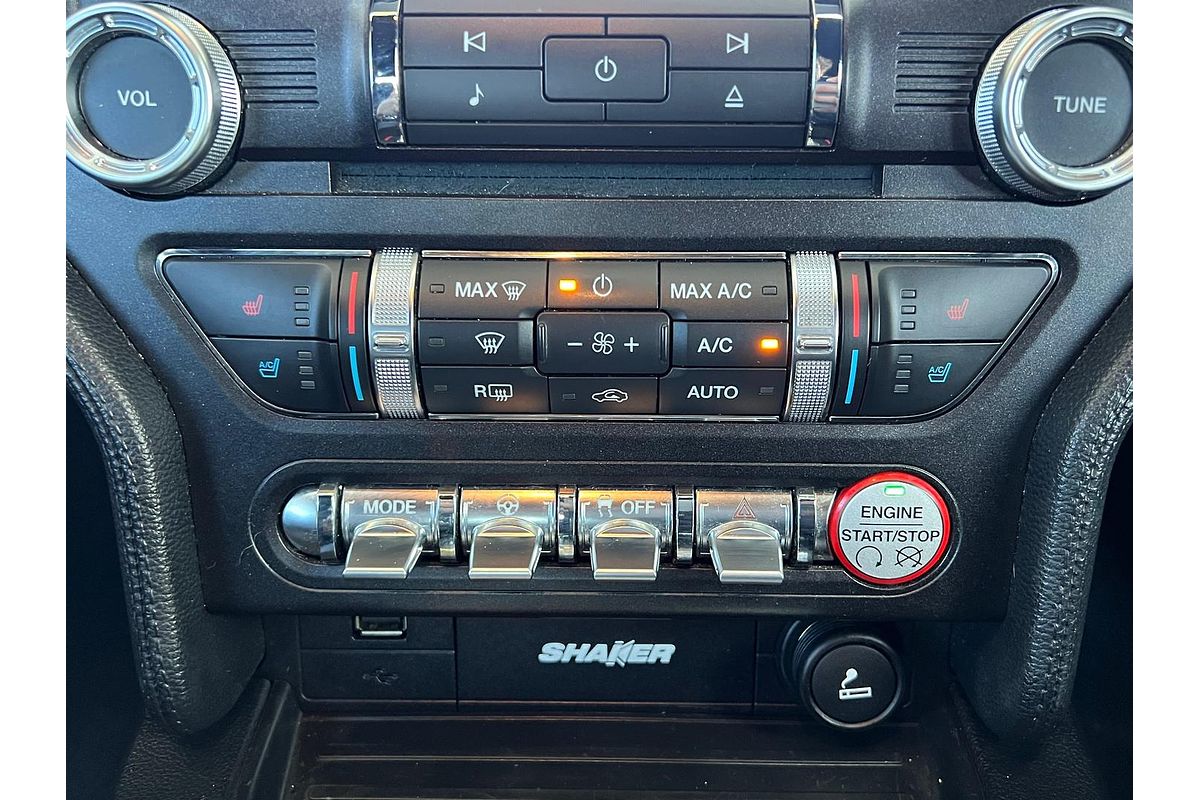 VOL
TUNE
MAX
MAX A/C
A/C
A/C
A/C
R
AUTO
MODE
OFF
ENGINE
START/STOP
SHAKER